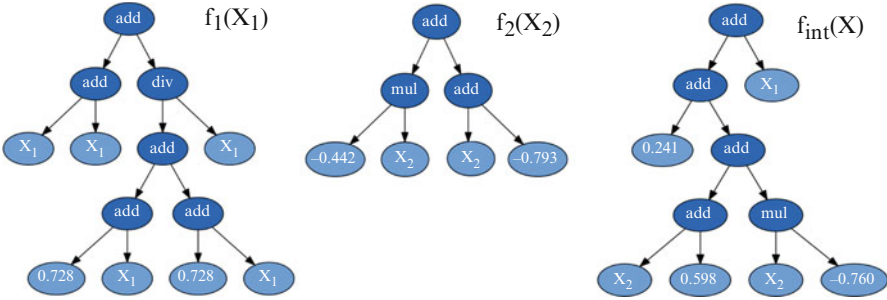 f1(X1)
add
add
div
X1
X1
add
X1
add
add
0.728
X1
0.728
X1
f2(X2)
add
mul
add
–0.442
X2
X2
–0.793
fint(X)
add
add
X1
0.241
add
add
mul
X2
0.598
X2
–0.760